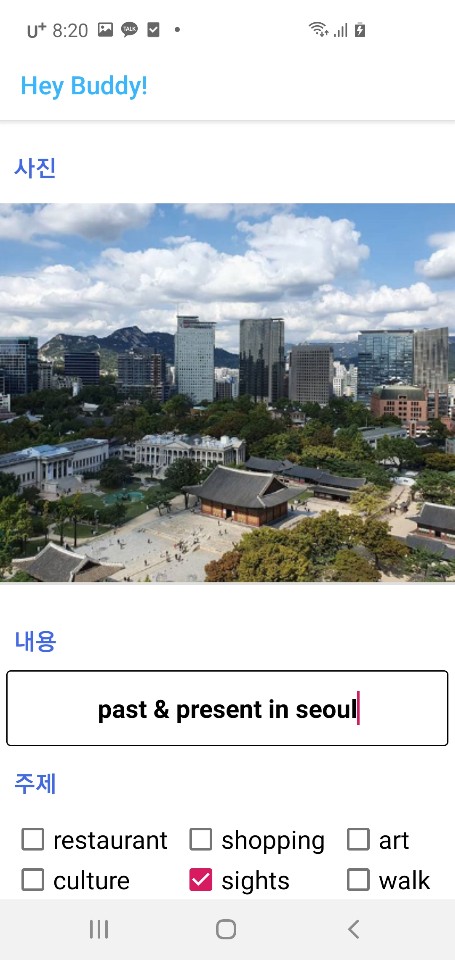 U+ 8:20 TALK
Hey Buddy!
사진
내용
past & present in seoul
주제
restaurant shopping art
culture sights walk